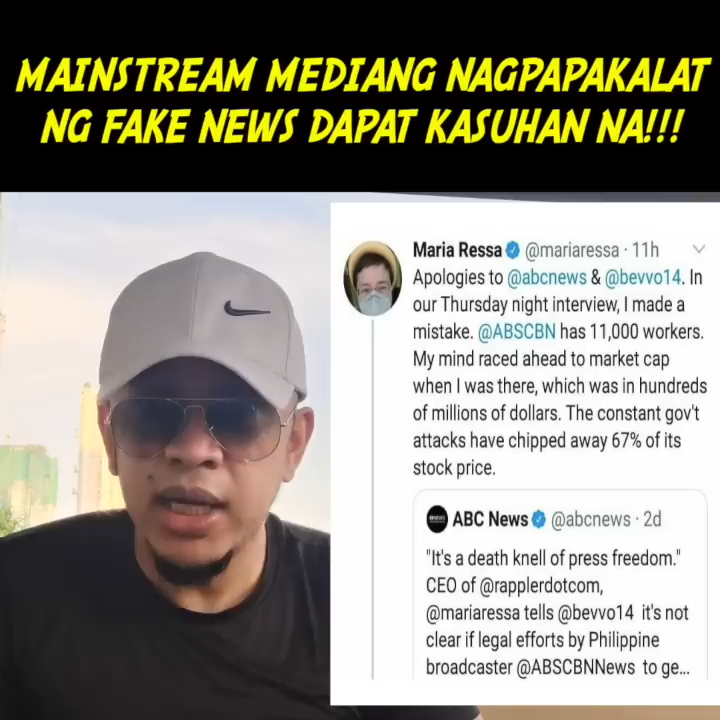 MAINSTREAM MEDIANG NAGPAPAKALAT
NG FAKE NEWS DAPAT KASUHAN NA!!!
Maria Ressa @mariaressa · 11h
Apologies to @abcnews & @bevvo14. In
our Thursday night interview, I made a
mistake. @ABSCBN has 11,000 workers.
My mind raced ahead to market cap
when I was there, which was in hundreds
of millions of dollars. The constant gov't
attacks have chipped away 67% of its
stock price.
ABC News @abcnews · 2d
"It's a death knell of press freedom."
CEO of @rapplerdotcom,
@mariaressa tells @bevvo14 it's not
clear if legal efforts by Philippine
broadcaster @ABSCBNNews to ge...